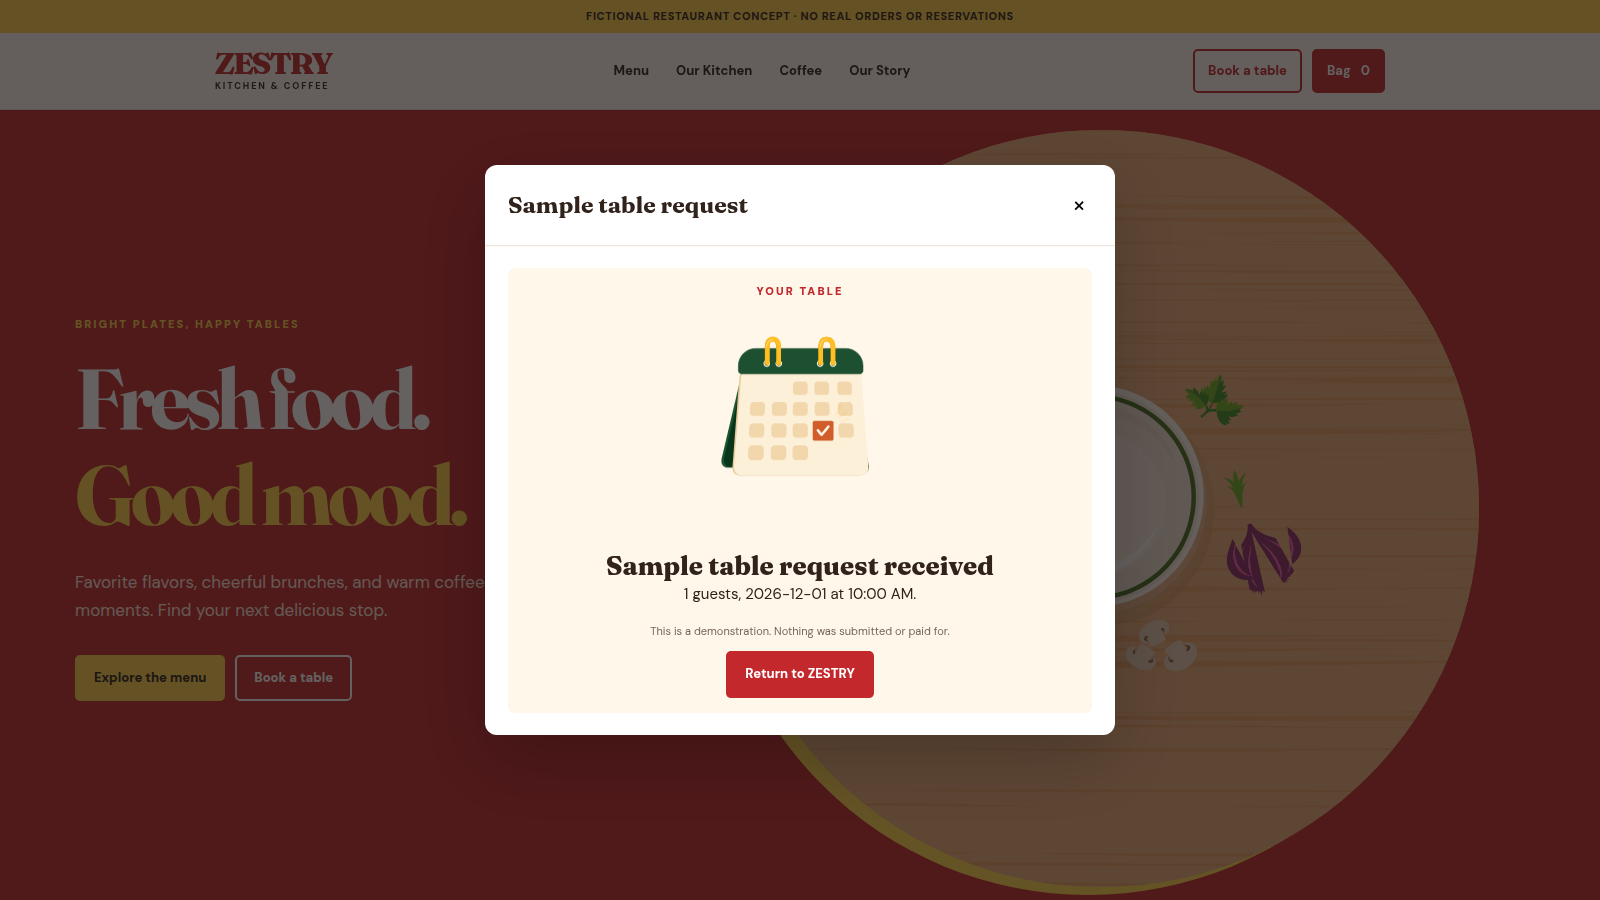 FICTIONAL RESTAURANT CONCEPT · NO REAL ORDERS OR RESERVATIONS
ZESTRY
KITCHEN & COFFEE
Menu
Our Kitchen
Coffee
Our Story
Book a table
Bag 0
Sample table request
×
YOUR TABLE
Sample table request received
1 guests, 2026-12-01 at 10:00 AM.
This is a demonstration. Nothing was submitted or paid for.
Return to ZESTRY
BRIGHT PLATES, HAPPY TABLES
Fresh food.
Good mood.
Favorite flavors, cheerful brunches, and warm coffee
moments. Find your next delicious stop.
Explore the menu
Book a table